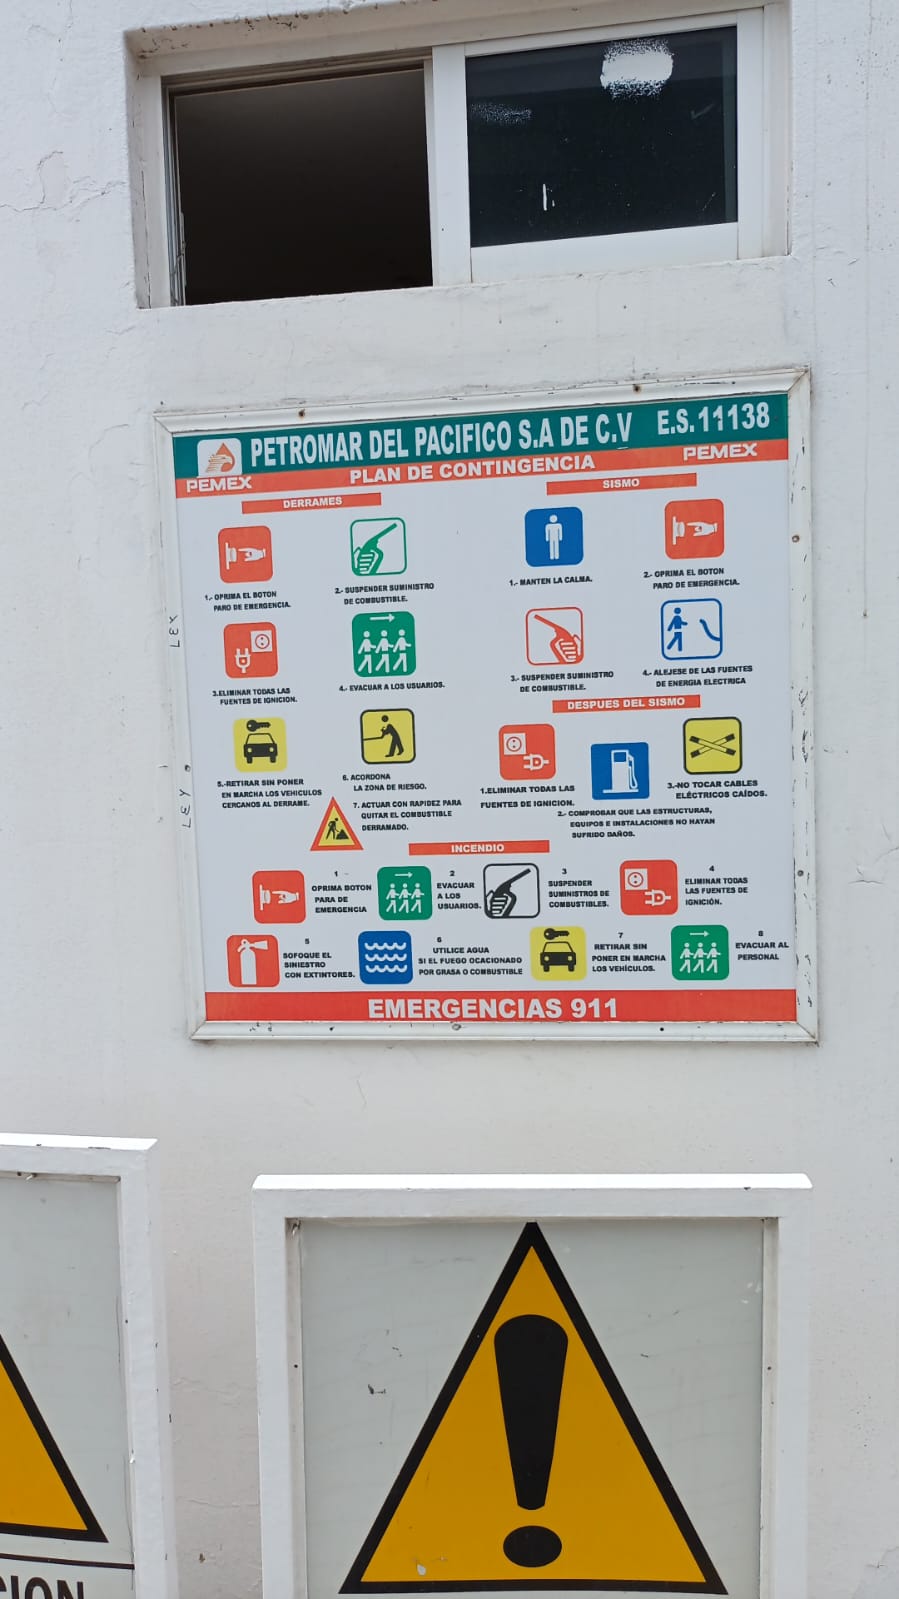 PETROMAR DEL PACIFICO S.A DE C.V E.S.11138
PEMEX
PLAN DE CONTINGENCIA
PEMEX
DERRAMES
1.- OPRIMA EL BOTON
PARO DE EMERGENCIA.
2.- SUSPENDER SUMINISTRO
DE COMBUSTIBLE.
3.ELIMINAR TODAS LAS
FUENTES DE IGNICION.
4.- EVACUAR A LOS USUARIOS.
5.-RETIRAR SIN PONER
EN MARCHA LOS VEHICULOS
CERCANOS AL DERRAME.
6. ACORDONA
LA ZONA DE RIESGO.
7. ACTUAR CON RAPIDEZ PARA
QUITAR EL COMBUSTIBLE
DERRAMADO.
SISMO
1.- MANTEN LA CALMA.
2.- OPRIMA EL BOTON
PARO DE EMERGENCIA.
3.- SUSPENDER SUMINISTRO
DE COMBUSTIBLE.
4.- ALEJESE DE LAS FUENTES
DE ENERGIA ELECTRICA
DESPUES DEL SISMO
1.ELIMINAR TODAS LAS
FUENTES DE IGNICION.
2.- COMPROBAR QUE LAS ESTRUCTURAS,
EQUIPOS E INSTALACIONES NO HAYAN
SUFRIDO DAÑOS.
3.-NO TOCAR CABLES
ELÉCTRICOS CAÍDOS.
INCENDIO
1
OPRIMA BOTON
PARA DE
EMERGENCIA
2
EVACUAR
A LOS
USUARIOS.
3
SUSPENDER
SUMINISTROS DE
COMBUSTIBLES.
4
ELIMINAR TODAS
LAS FUENTES DE
IGNICIÓN.
5
SOFOQUE EL
SINIESTRO
CON EXTINTORES.
6
UTILICE AGUA
SI EL FUEGO OCACIONADO
POR GRASA O COMBUSTIBLE
7
RETIRAR SIN
PONER EN MARCHA
LOS VEHÍCULOS.
8
EVACUAR AL
PERSONAL
EMERGENCIAS 911